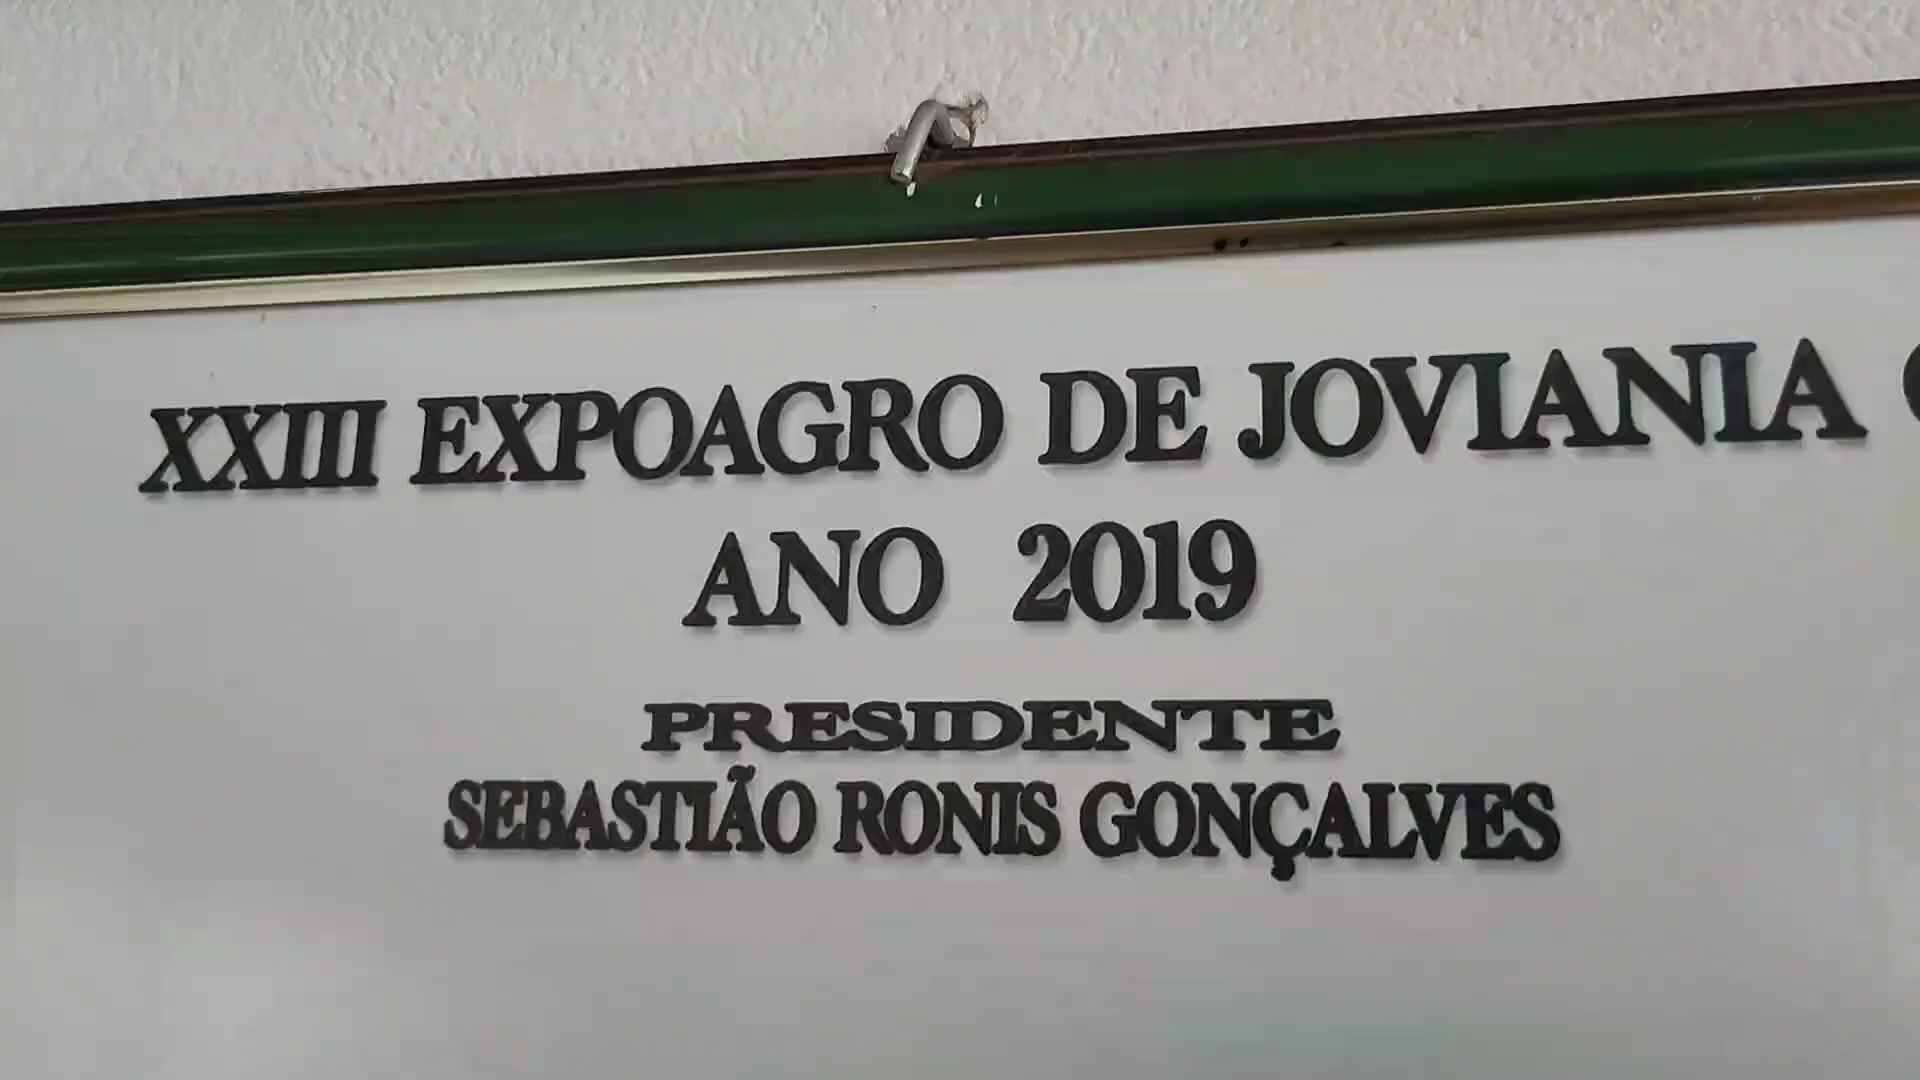 XXIII EXPOAGRO DE JOVIANIA
ANO 2019
PRESIDENTE
SEBASTIÃO RONIS GONÇALVES